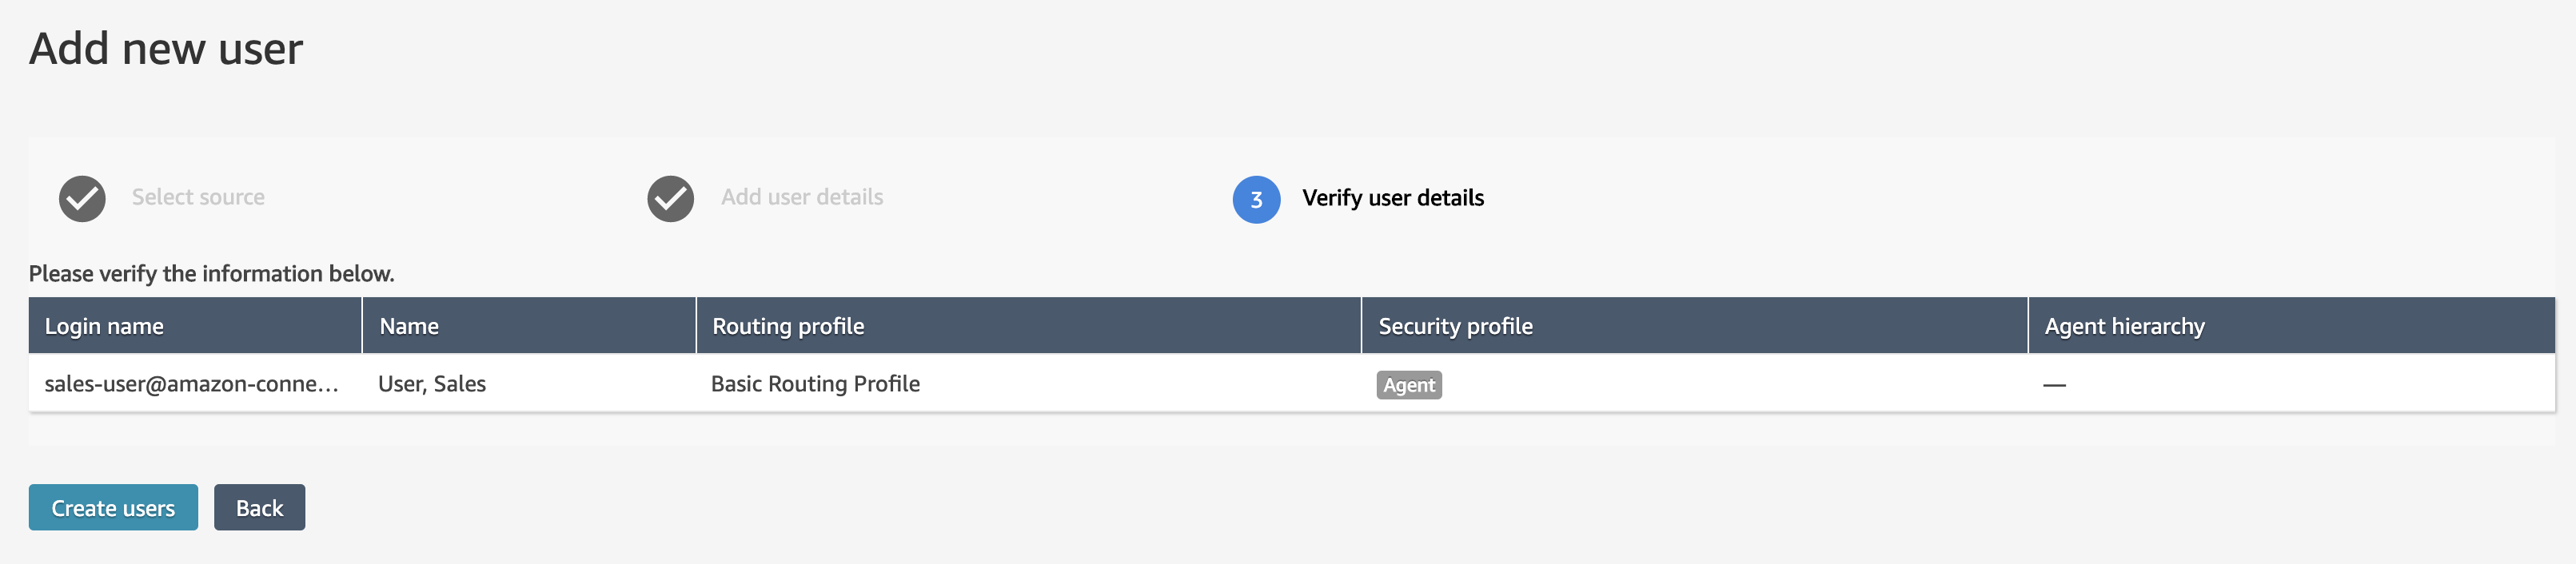 Add new user
Select source
Add user details
3 Verify user details
Please verify the information below.
Login name Name Routing profile Security profile Agent hierarchy
sales-user@amazon-conne... User, Sales Basic Routing Profile Agent —
Create users Back